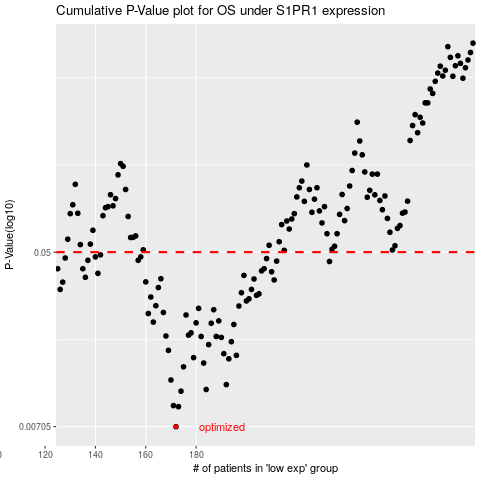 Cumulative P-Value plot for OS under S1PR1 expression
P-Value(log10)
0.05
0.00705
optimized
0 120 140 160 180
# of patients in 'low exp' group